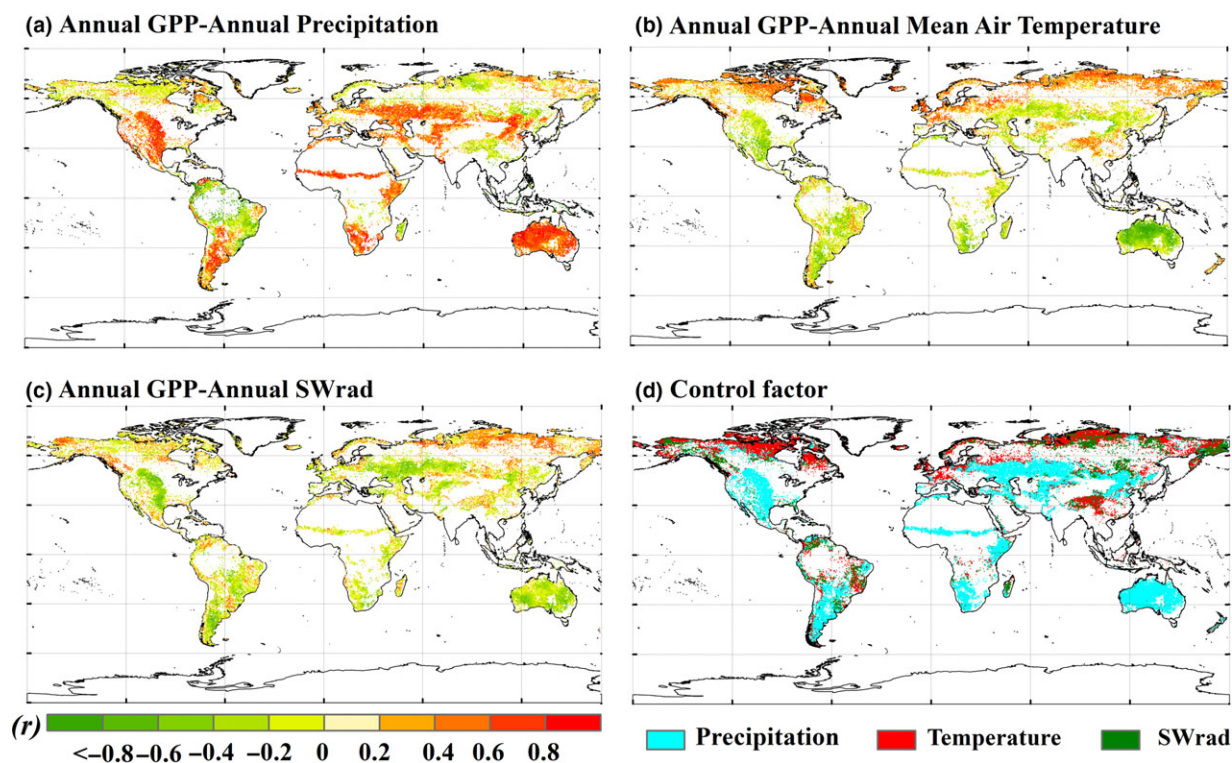 (a) Annual GPP-Annual Precipitation
(b) Annual GPP-Annual Mean Air Temperature
(c) Annual GPP-Annual SWrad
(d) Control factor
(r)
<-0.8 -0.6 -0.4 -0.2 0 0.2 0.4 0.6 0.8
Precipitation Temperature SWrad